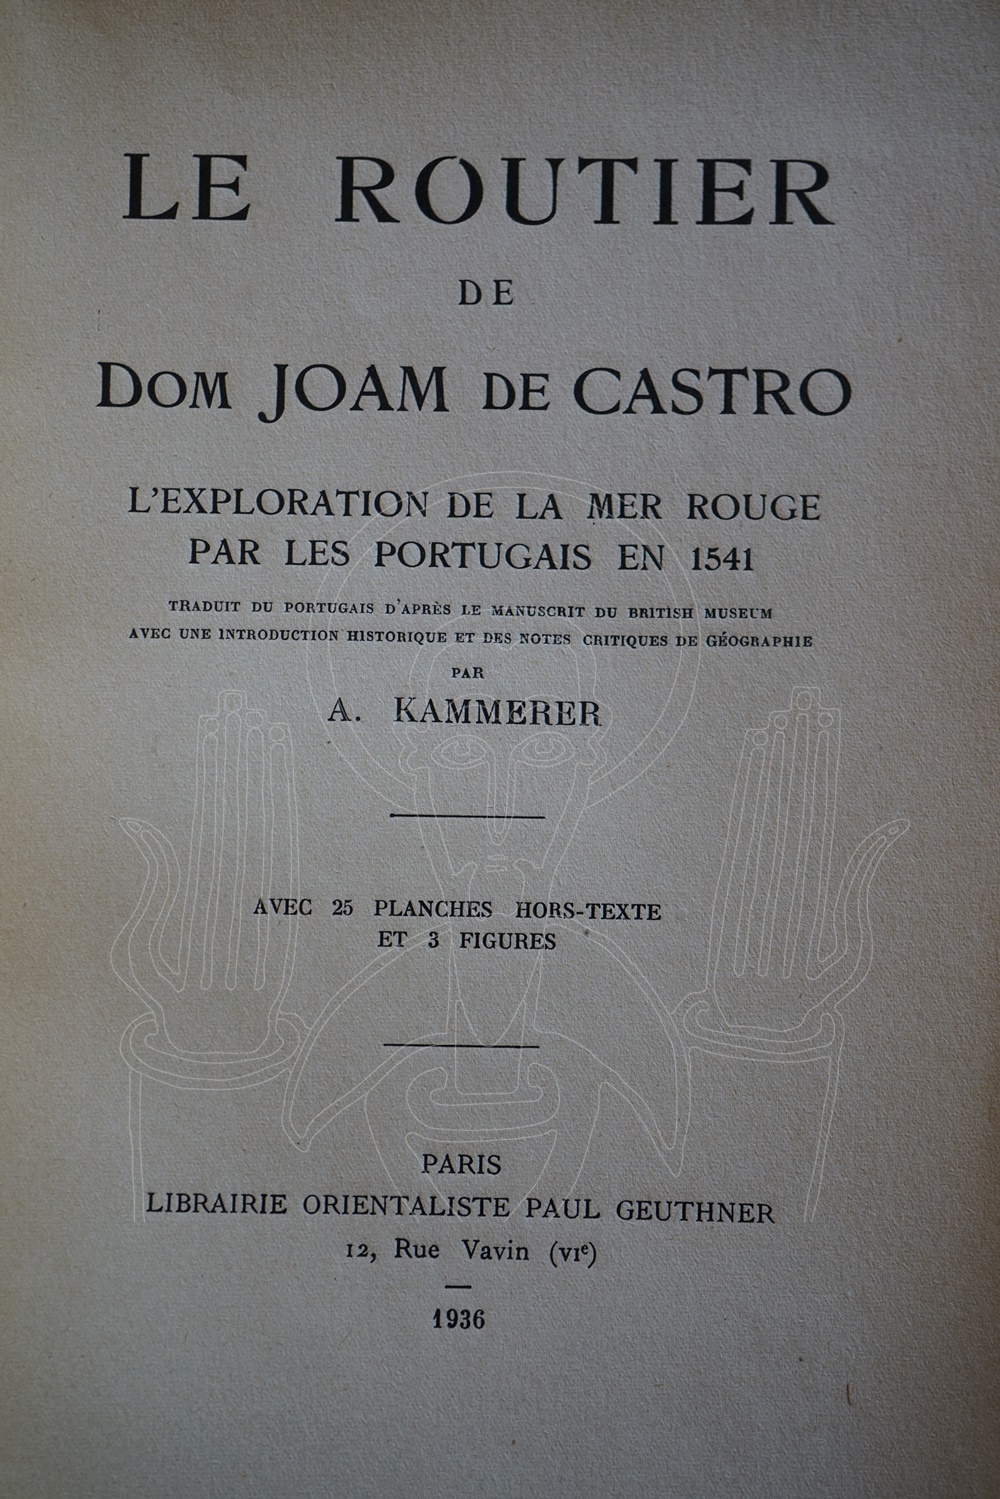 LE ROUTIER
DE
DOM JOAM DE CASTRO
L'EXPLORATION DE LA MER ROUGE
PAR LES PORTUGAIS EN 1541
TRADUIT DU PORTUGAIS D'APRÈS LE MANUSCRIT DU BRITISH MUSEUM
AVEC UNE INTRODUCTION HISTORIQUE ET DES NOTES CRITIQUES DE GÉOGRAPHIE
PAR
A. KAMMERER
AVEC 25 PLANCHES HORS-TEXTE
ET 3 FIGURES
PARIS
LIBRAIRIE ORIENTALISTE PAUL GEUTHNER
12, Rue Vavin (VIe)
1936